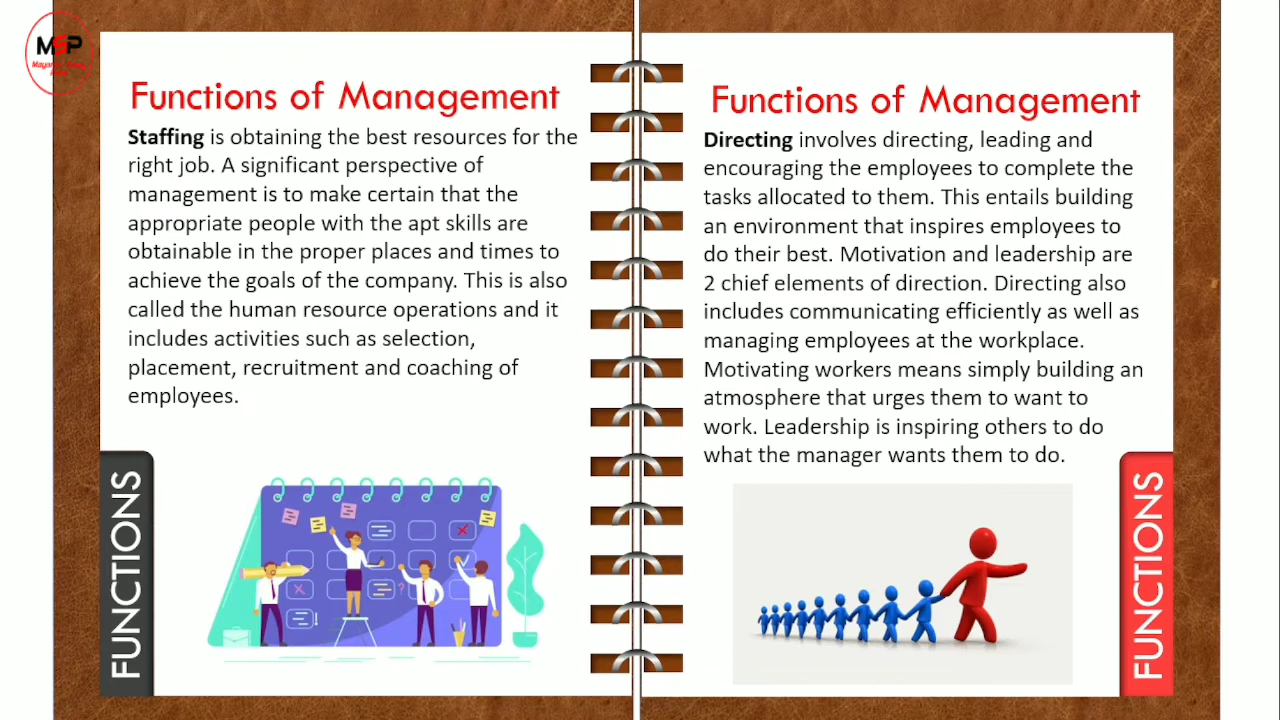 MSP
Functions of Management
Staffing is obtaining the best resources for the
right job. A significant perspective of
management is to make certain that the
appropriate people with the apt skills are
obtainable in the proper places and times to
achieve the goals of the company. This is also
called the human resource operations and it
includes activities such as selection,
placement, recruitment and coaching of
employees.
FUNCTIONS
Functions of Management
Directing involves directing, leading and
encouraging the employees to complete the
tasks allocated to them. This entails building
an environment that inspires employees to
do their best. Motivation and leadership are
2 chief elements of direction. Directing also
includes communicating efficiently as well as
managing employees at the workplace.
Motivating workers means simply building an
atmosphere that urges them to want to
work. Leadership is inspiring others to do
what the manager wants them to do.
FUNCTIONS